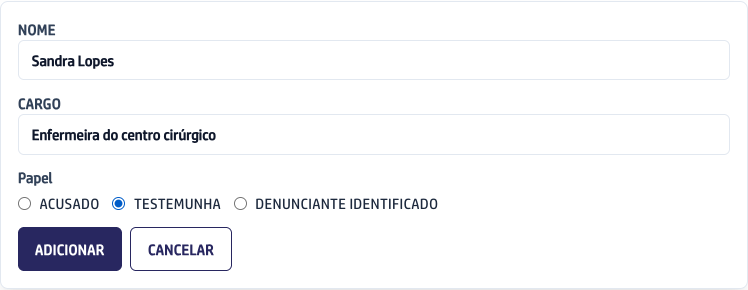 NOME
Sandra Lopes
CARGO
Enfermeira do centro cirúrgico
Papel
ACUSADO TESTEMUNHA DENUNCIANTE IDENTIFICADO
ADICIONAR CANCELAR